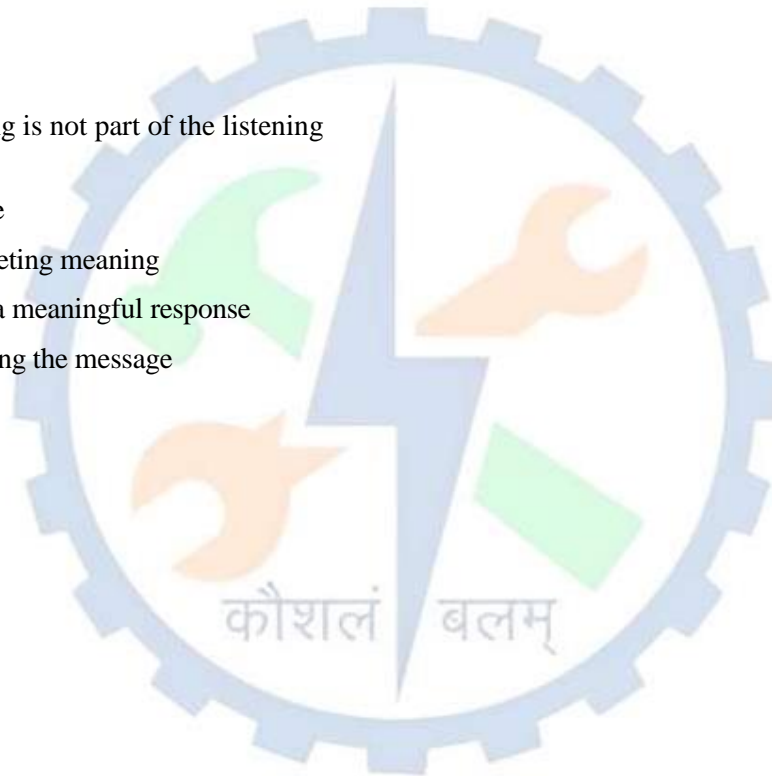 g is not part of the listening
e
eting meaning
a meaningful response
ng the message
कौशलं बलम्